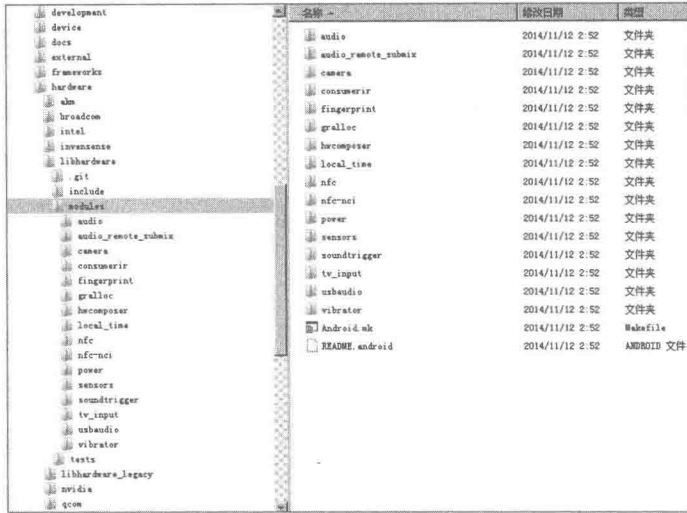 development
device
docs
external
frameworks
hardware
akm
broadcom
intel
invensense
libhardware
.git
include
modules
audio
audio_remote_submix
camera
consumerir
fingerprint
gralloc
hwcomposer
local_time
nfc
nfc-nci
power
sensors
soundtrigger
tv_input
usbaudio
vibrator
tests
libhardware_legacy
nvidia
qcom
名称 修改日期 类型
audio 2014/11/12 2:52 文件夹
audio_remote_submix 2014/11/12 2:52 文件夹
camera 2014/11/12 2:52 文件夹
consumerir 2014/11/12 2:52 文件夹
fingerprint 2014/11/12 2:52 文件夹
gralloc 2014/11/12 2:52 文件夹
hwcomposer 2014/11/12 2:52 文件夹
local_time 2014/11/12 2:52 文件夹
nfc 2014/11/12 2:52 文件夹
nfc-nci 2014/11/12 2:52 文件夹
power 2014/11/12 2:52 文件夹
sensors 2014/11/12 2:52 文件夹
soundtrigger 2014/11/12 2:52 文件夹
tv_input 2014/11/12 2:52 文件夹
usbaudio 2014/11/12 2:52 文件夹
vibrator 2014/11/12 2:52 文件夹
Android.mk 2014/11/12 2:52 Makefile
README.android 2014/11/12 2:52 ANDROID 文件